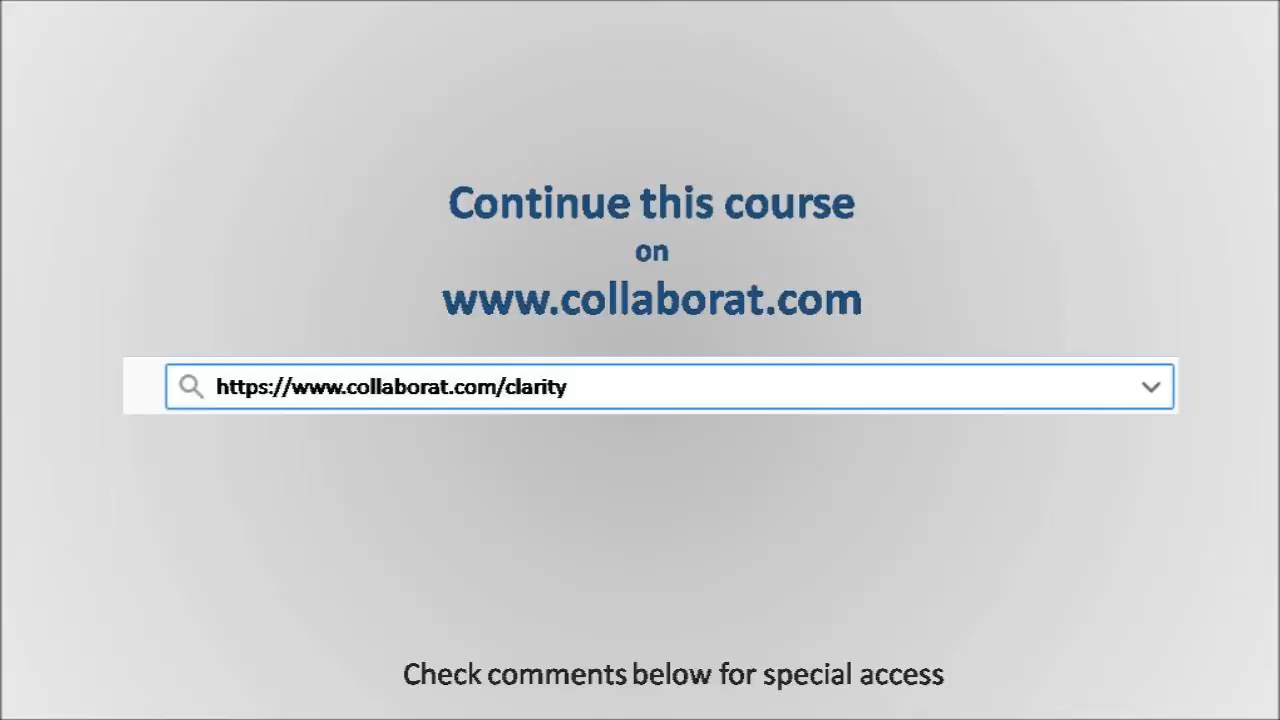 Continue this course
on
www.collaborat.com
https://www.collaborat.com/clarity
Check comments below for special access